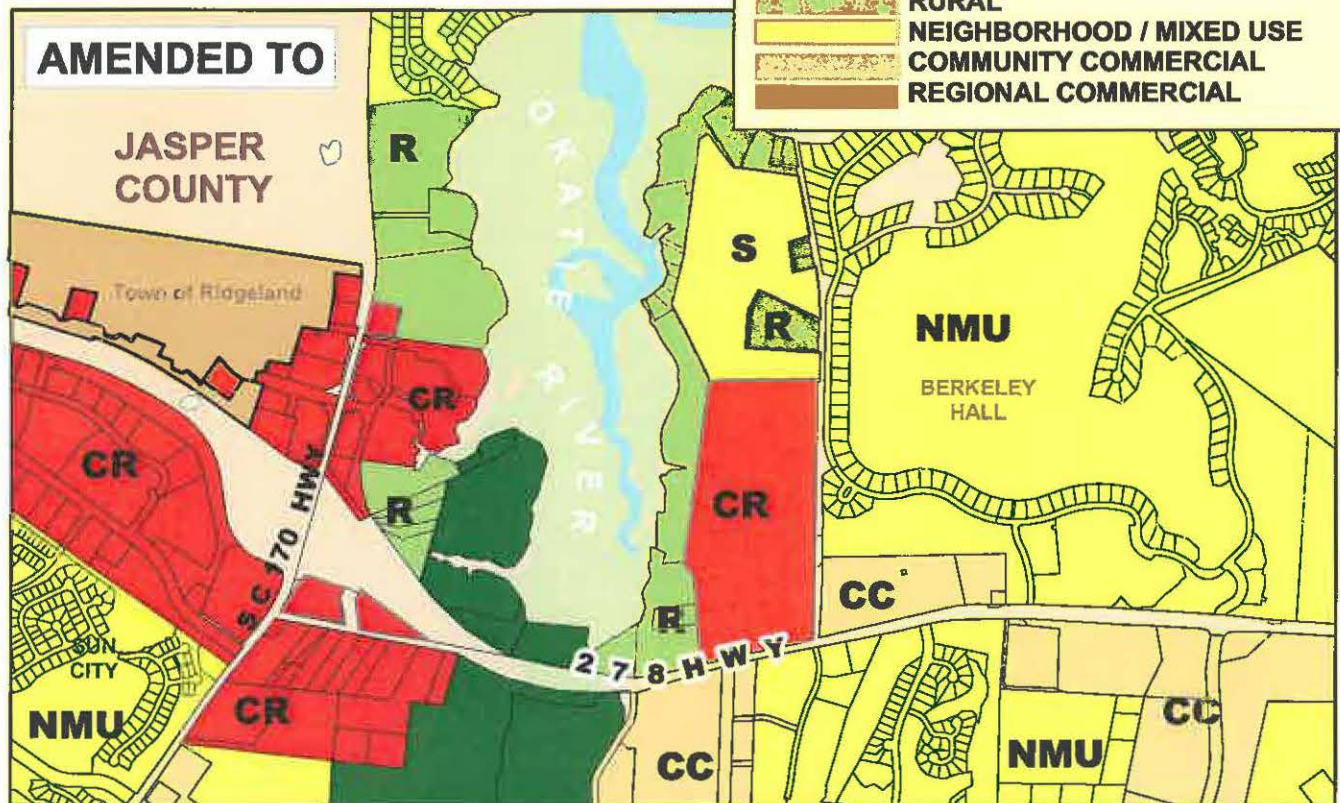 AMENDED TO
RURAL
NEIGHBORHOOD / MIXED USE
COMMUNITY COMMERCIAL
REGIONAL COMMERCIAL
JASPER
COUNTY
R
OKATIE RIVER
S
Town of Ridgeland
R
NMU
BERKELEY
HALL
CR
CR
R
CR
S C 170 HWY
CC
R
278 HWY
SUN
CITY
NMU
CR
CC
NMU
CC